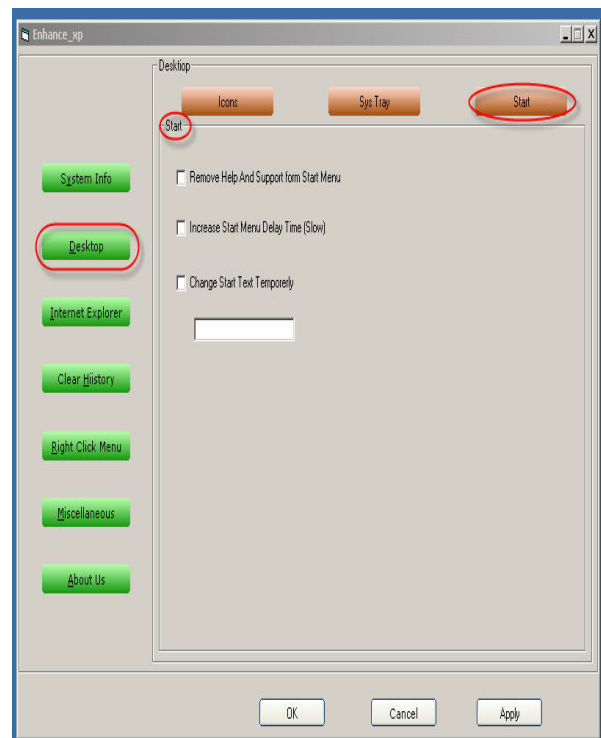 Enhance_xp
Desktiop
Icons
Sys Tray
Start
Start
System Info
Remove Help And Support form Start Menu
Increase Start Menu Delay Time (Slow)
Desktop
Change Start Text Temporerly
Internet Explorer
Clear Hiistory
Right Click Menu
Miscellaneous
About Us
OK
Cancel
Apply